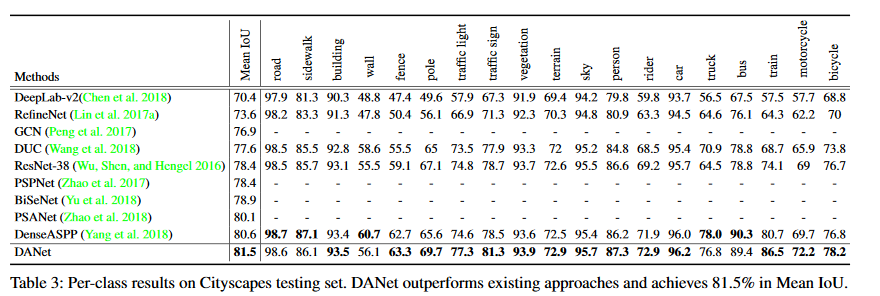 Methods Mean IoU road sidewalk building wall fence pole traffic light traffic sign vegetation terrain sky person rider car truck bus train motorcycle bicycle
DeepLab-v2(Chen et al. 2018) 70.4 97.9 81.3 90.3 48.8 47.4 49.6 57.9 67.3 91.9 69.4 94.2 79.8 59.8 93.7 56.5 67.5 57.5 57.7 68.8
RefineNet (Lin et al. 2017a) 73.6 98.2 83.3 91.3 47.8 50.4 56.1 66.9 71.3 92.3 70.3 94.8 80.9 63.3 94.5 64.6 76.1 64.3 62.2 70
GCN (Peng et al. 2017) 76.9 - - - - - - - - - - - - - - - - - - -
DUC (Wang et al. 2018) 77.6 98.5 85.5 92.8 58.6 55.5 65 73.5 77.9 93.3 72 95.2 84.8 68.5 95.4 70.9 78.8 68.7 65.9 73.8
ResNet-38 (Wu, Shen, and Hengel 2016) 78.4 98.5 85.7 93.1 55.5 59.1 67.1 74.8 78.7 93.7 72.6 95.5 86.6 69.2 95.7 64.5 78.8 74.1 69 76.7
PSPNet (Zhao et al. 2017) 78.4 - - - - - - - - - - - - - - - - - - -
BiSeNet (Yu et al. 2018) 78.9 - - - - - - - - - - - - - - - - - - -
PSANet (Zhao et al. 2018) 80.1 - - - - - - - - - - - - - - - - - - -
DenseASPP (Yang et al. 2018) 80.6 98.7 87.1 93.4 60.7 62.7 65.6 74.6 78.5 93.6 72.5 95.4 86.2 71.9 96.0 78.0 90.3 80.7 69.7 76.8
DANet 81.5 98.6 86.1 93.5 56.1 63.3 69.7 77.3 81.3 93.9 72.9 95.7 87.3 72.9 96.2 76.8 89.4 86.5 72.2 78.2
Table 3: Per-class results on Cityscapes testing set. DANet outperforms existing approaches and achieves 81.5% in Mean IoU.